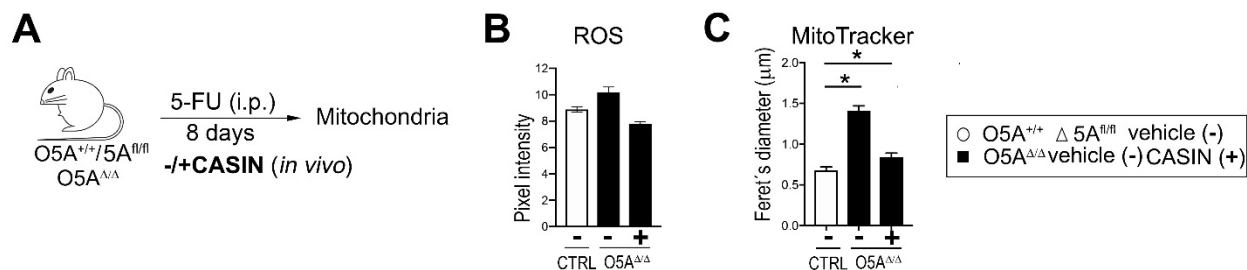 A
5-FU (i.p.)
8 days
-/+CASIN (in vivo)
Mitochondria
O5A+/+/5Afl/fl
O5AΔ/Δ
B
ROS
Pixel intensity
12
10
8
6
4
2
0
- - +
CTRL O5AΔ/Δ
C
MitoTracker
Feret´s diameter (μm)
2.0
1.5
1.0
0.5
0.0
*
*
- - +
CTRL O5AΔ/Δ
○ O5A+/+ Δ 5Afl/fl vehicle (-)
■ O5AΔ/Δ vehicle (-) CASIN (+)